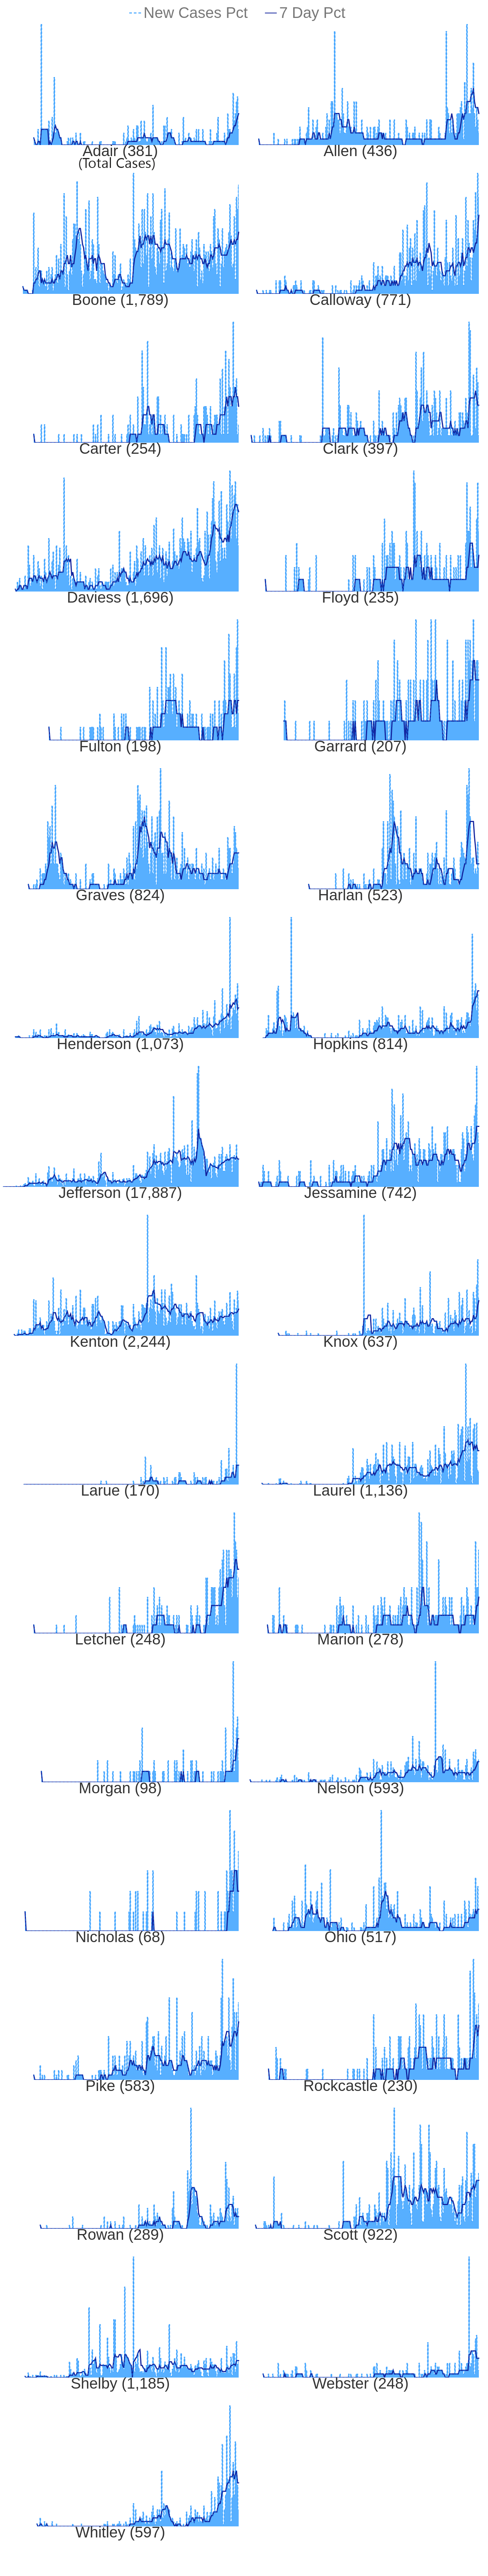 New Cases Pct 7 Day Pct
Adair (381) Allen (436)
(Total Cases)
Boone (1,789) Calloway (771)
Carter (254) Clark (397)
Daviess (1,696) Floyd (235)
Fulton (198) Garrard (207)
Graves (824) Harlan (523)
Henderson (1,073) Hopkins (814)
Jefferson (17,887) Jessamine (742)
Kenton (2,244) Knox (637)
Larue (170) Laurel (1,136)
Letcher (248) Marion (278)
Morgan (98) Nelson (593)
Nicholas (68) Ohio (517)
Pike (583) Rockcastle (230)
Rowan (289) Scott (922)
Shelby (1,185) Webster (248)
Whitley (597)